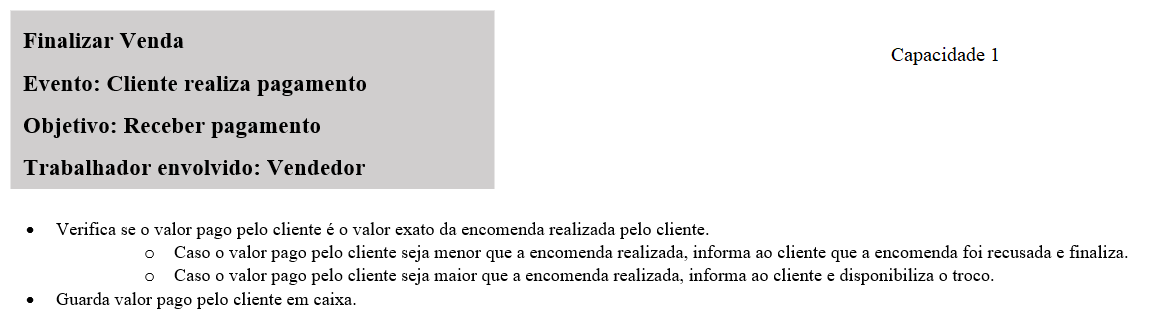 Finalizar Venda
Capacidade 1
Evento: Cliente realiza pagamento
Objetivo: Receber pagamento
Trabalhador envolvido: Vendedor
• Verifica se o valor pago pelo cliente é o valor exato da encomenda realizada pelo cliente.
o Caso o valor pago pelo cliente seja menor que a encomenda realizada, informa ao cliente que a encomenda foi recusada e finaliza.
o Caso o valor pago pelo cliente seja maior que a encomenda realizada, informa ao cliente e disponibiliza o troco.
• Guarda valor pago pelo cliente em caixa.